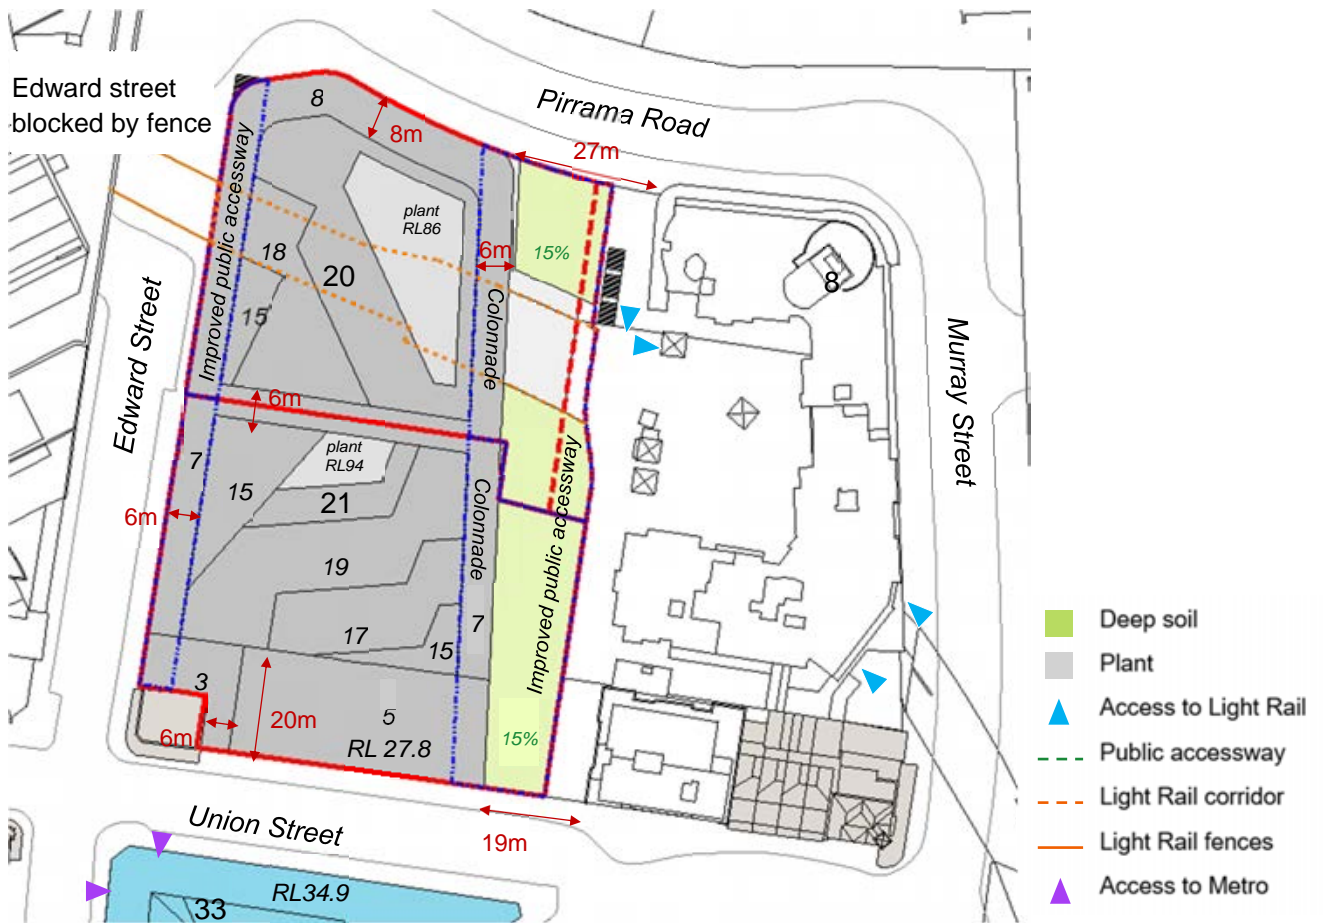 Edward street
blocked by fence
Pirrama Road
8
8m
27m
Improved public accessway
plant
RL86
6m
15%
18
20
8
15
Colonnade
Murray Street
Edward Street
6m
plant
RL94
7
15
21
6m
Colonnade
Improved public accessway
19
7
17
15
3
20m
5
6m
RL 27.8
15%
Union Street
19m
RL34.9
33
Deep soil
Plant
Access to Light Rail
Public accessway
Light Rail corridor
Light Rail fences
Access to Metro